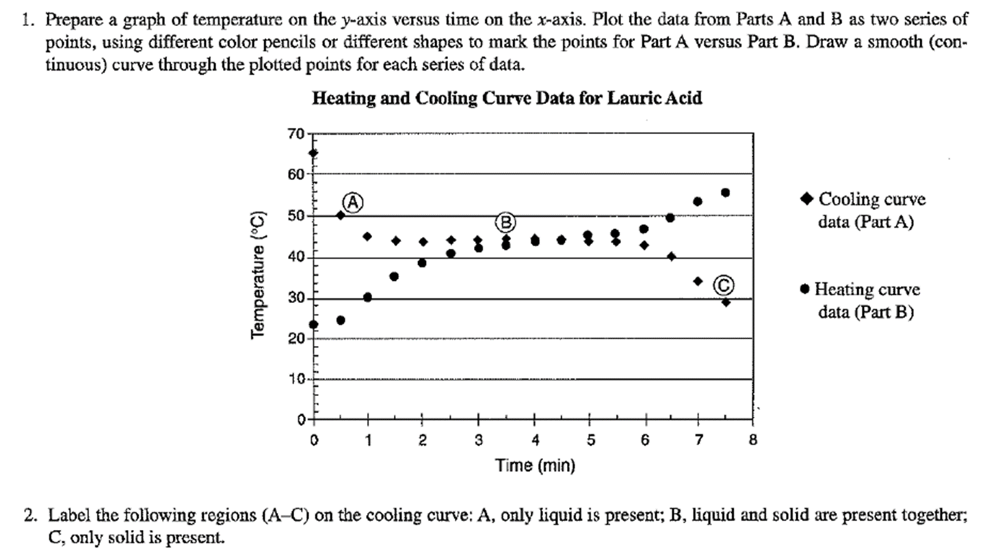 1. Prepare a graph of temperature on the y-axis versus time on the x-axis. Plot the data from Parts A and B as two series of
points, using different color pencils or different shapes to mark the points for Part A versus Part B. Draw a smooth (con-
tinuous) curve through the plotted points for each series of data.
Heating and Cooling Curve Data for Lauric Acid
70
60
50
40
30
20
10
0
Temperature (°C)
A
B
C
0 1 2 3 4 5 6 7 8
Time (min)
Cooling curve
data (Part A)
Heating curve
data (Part B)
2. Label the following regions (A–C) on the cooling curve: A, only liquid is present; B, liquid and solid are present together;
C, only solid is present.